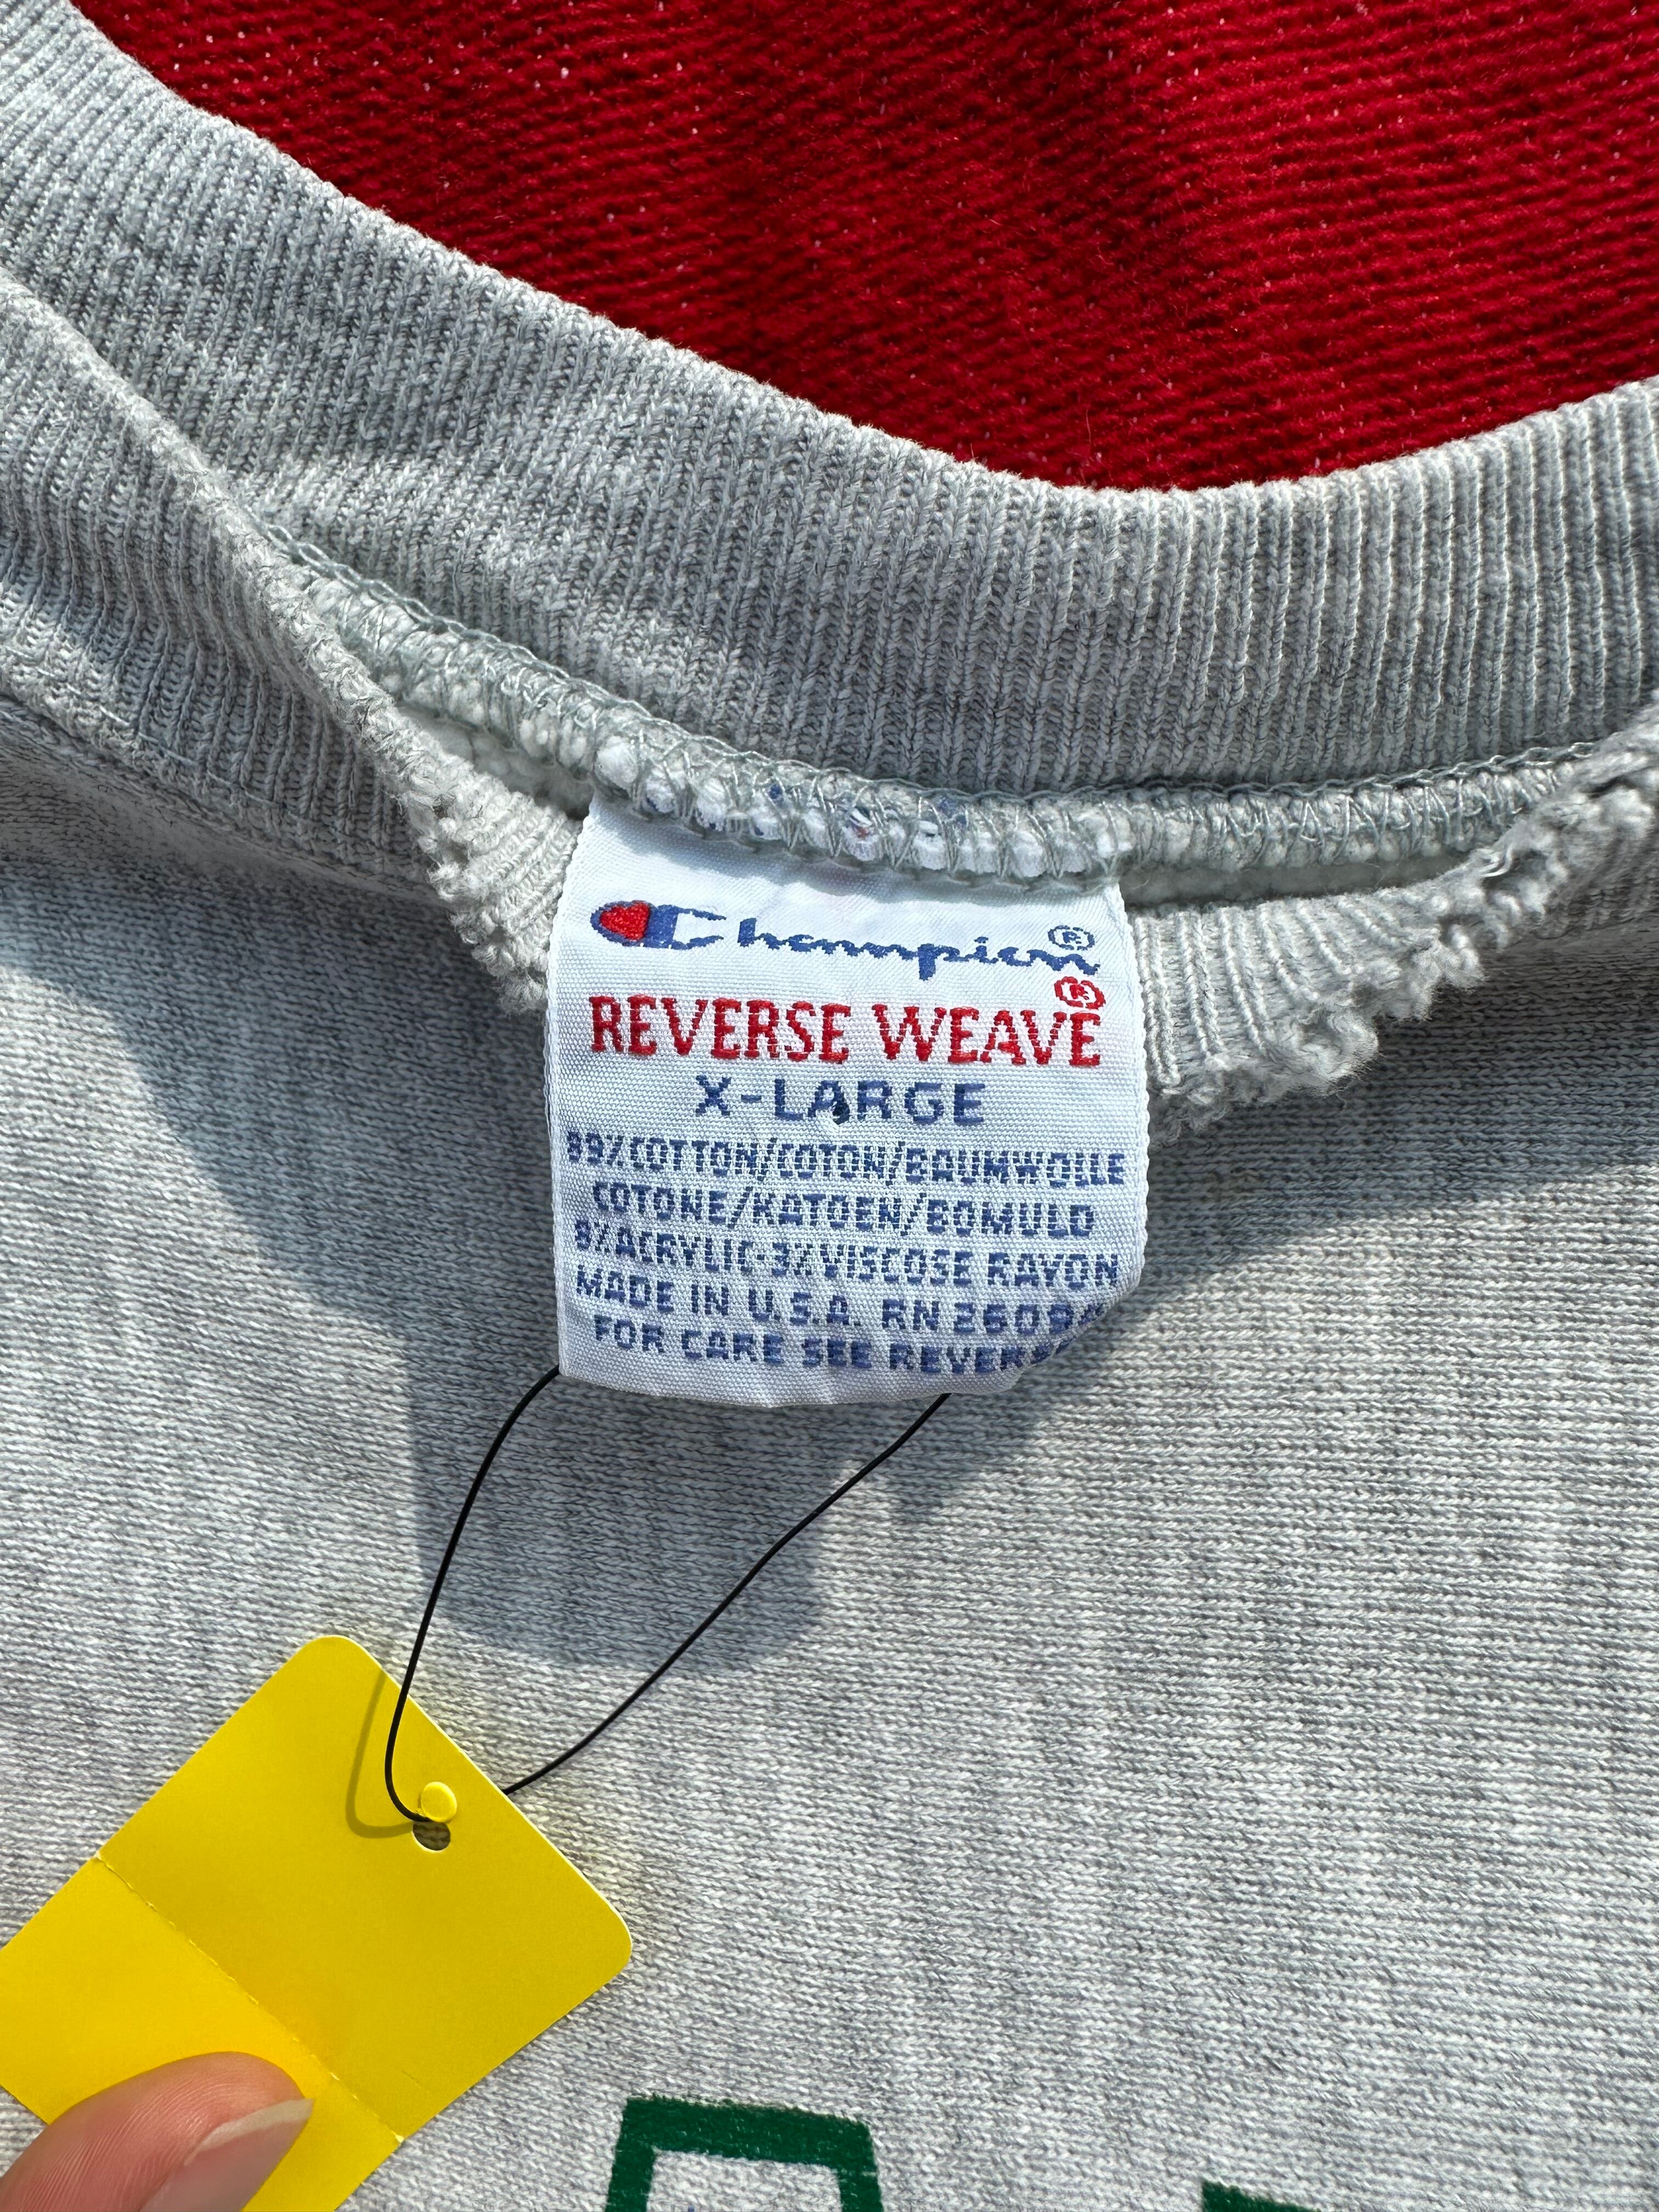 Champion®
REVERSE WEAVE®
X-LARGE
89%COTTON/COTON/BAUMWOLLE
COTONE/KATOEN/BOMULD
9%ACRYLIC-3%VISCOSE RAYON
MADE IN U.S.A. RN 26094
FOR CARE SEE REVERSE